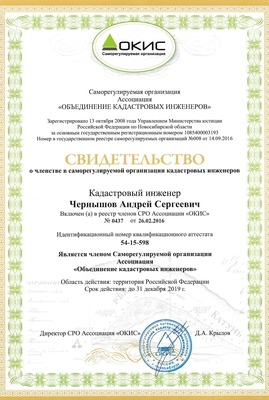 ОКИС
Саморегулируемая организация
Саморегулируемая организация
Ассоциация
«ОБЪЕДИНЕНИЕ КАДАСТРОВЫХ ИНЖЕНЕРОВ»
Зарегистрировано 13 октября 2008 года Управлением Министерства юстиции
Российской Федерации по Новосибирской области
за основным государственным регистрационным номером 1085400003193
Номер в государственном реестре саморегулируемых организаций №008 от 14.09.2016
СВИДЕТЕЛЬСТВО
о членстве в саморегулируемой организации кадастровых инженеров
Кадастровый инженер
Чернышов Андрей Сергеевич
Включен (а) в реестр членов СРО Ассоциации «ОКИС»
№ 0437 от 26.02.2016
Идентификационный номер квалификационного аттестата
54-15-598
Является членом Саморегулируемой организации
Ассоциация
«Объединение кадастровых инженеров»
Область действия: территория Российской Федерации
Срок действия: до 31 декабря 2019 г.
Директор СРО Ассоциация «ОКИС» Д.А. Крылов